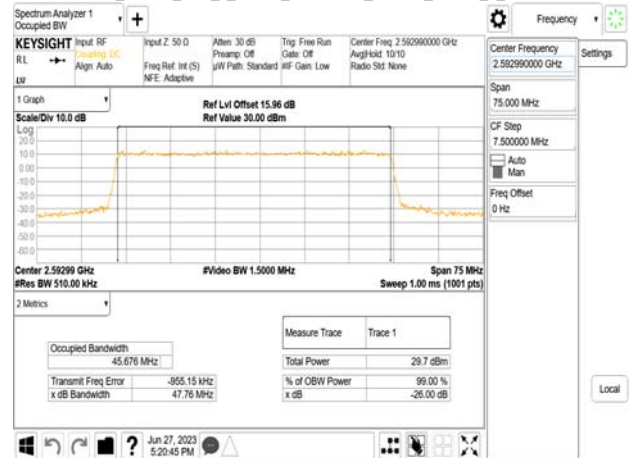 Spectrum Analyzer 1
Occupied BW
Frequency
KEYSIGHT
RL
Input: RF
Coupling: DC
Align: Auto
Input Z: 50 Ω
Freq Ref: Int (S)
NFE: Adaptive
Atten: 30 dB
Preamp: Off
µW Path: Standard
Trig: Free Run
Gate: Off
#IF Gain: Low
Center Freq: 2.592990000 GHz
Avg|Hold: 10/10
Radio Std: None
Center Frequency
2.592990000 GHz
Settings
Span
75.000 MHz
CF Step
7.500000 MHz
Auto
Man
Freq Offset
0 Hz
Local
1 Graph
Scale/Div 10.0 dB
Ref Lvl Offset 15.96 dB
Ref Value 30.00 dBm
Log
20.0
10.0
0.00
-10.0
-20.0
-30.0
-40.0
-50.0
-60.0
Center 2.59299 GHz
#Video BW 1.5000 MHz
Span 75 MHz
#Res BW 510.00 kHz
Sweep 1.00 ms (1001 pts)
2 Metrics
Measure Trace Trace 1
Occupied Bandwidth
45.676 MHz
Total Power 29.7 dBm
Transmit Freq Error -955.15 kHz
% of OBW Power 99.00 %
x dB Bandwidth 47.76 MHz
x dB -26.00 dB
Jun 27, 2023
5:20:45 PM